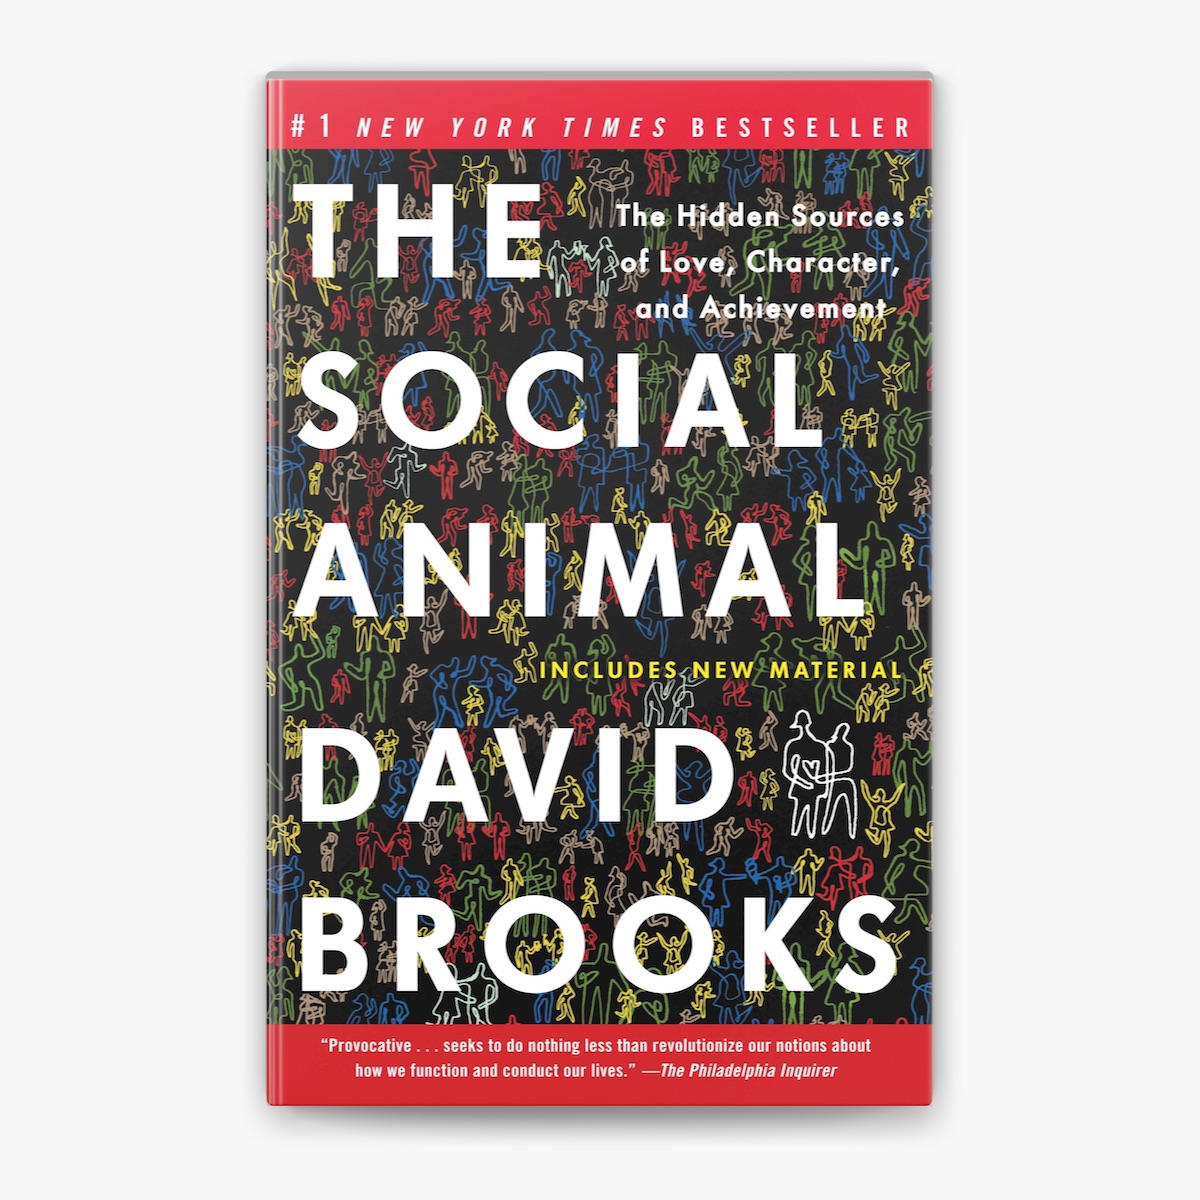 #1 NEW YORK TIMES BESTSELLER
THE
The Hidden Sources
of Love, Character,
and Achievement
SOCIAL
ANIMAL
INCLUDES NEW MATERIAL
DAVID
BROOKS
“Provocative . . . seeks to do nothing less than revolutionize our notions about
how we function and conduct our lives.” —The Philadelphia Inquirer